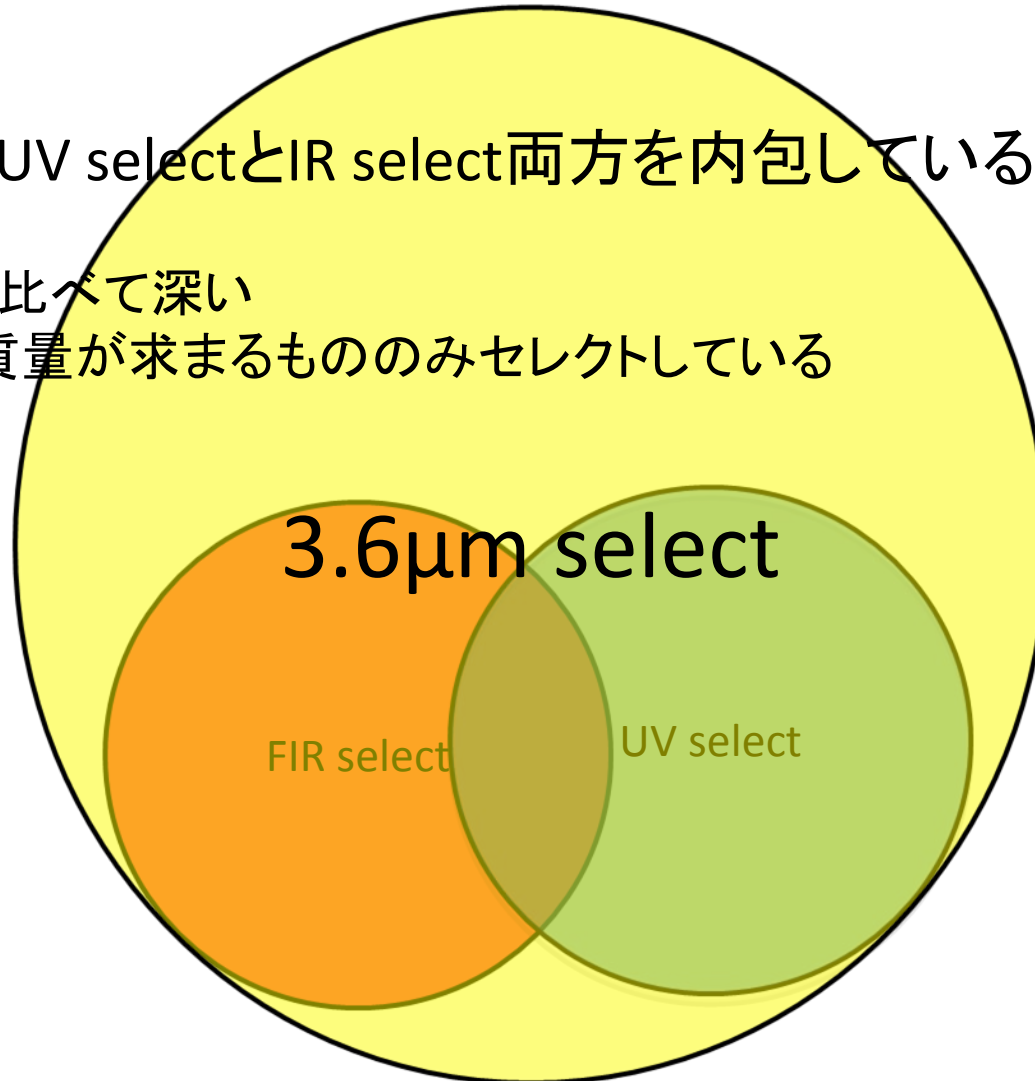 UV selectとIR select両方を内包している
比べて深い
質量が求まるもののみセレクトしている
3.6μm select
FIR select
UV select